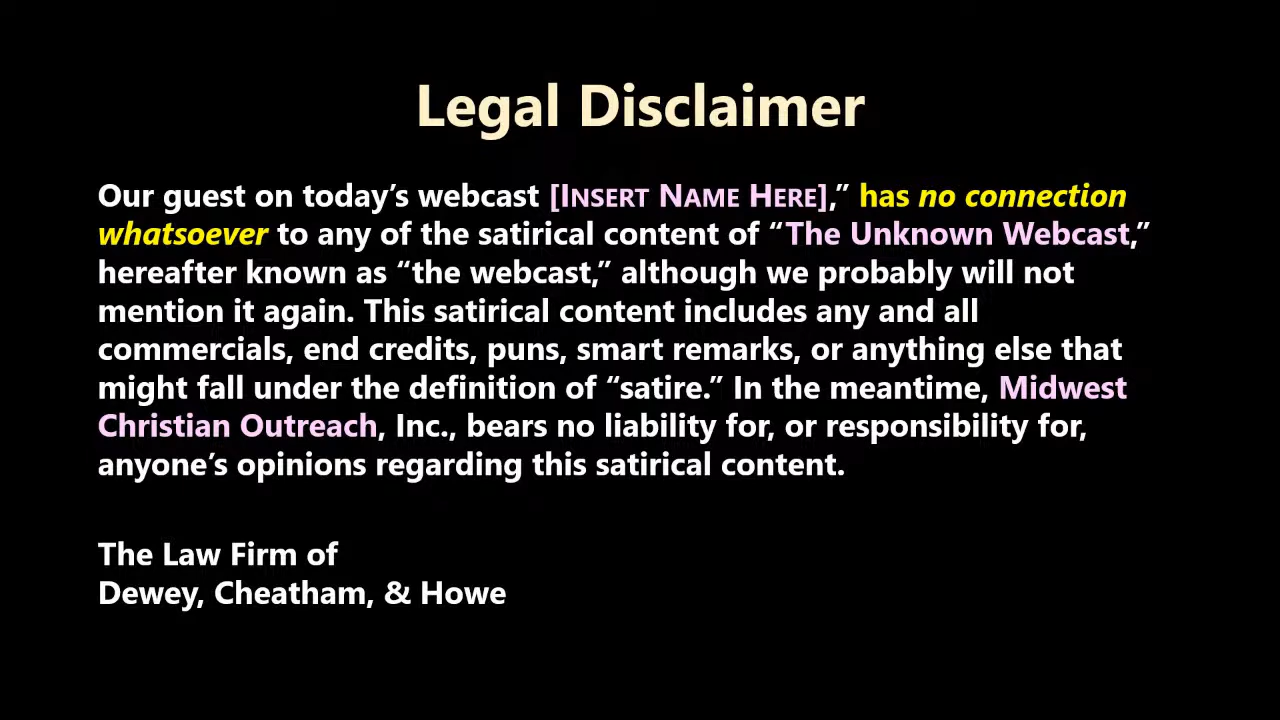 Legal Disclaimer
Our guest on today’s webcast [INSERT NAME HERE],” has no connection
whatsoever to any of the satirical content of “The Unknown Webcast,”
hereafter known as “the webcast,” although we probably will not
mention it again. This satirical content includes any and all
commercials, end credits, puns, smart remarks, or anything else that
might fall under the definition of “satire.” In the meantime, Midwest
Christian Outreach, Inc., bears no liability for, or responsibility for,
anyone’s opinions regarding this satirical content.
The Law Firm of
Dewey, Cheatham, & Howe